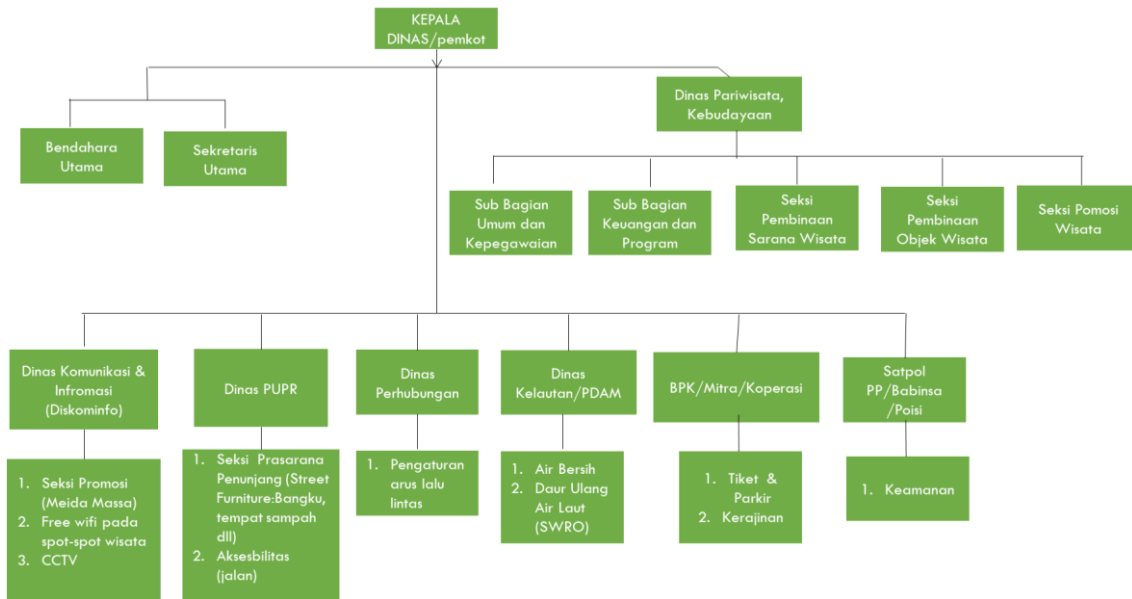 KEPALA
DINAS/pemkot
Dinas Pariwisata,
Kebudayaan
Bendahara
Utama
Sekretaris
Utama
Sub Bagian
Umum dan
Kepegawaian
Sub Bagian
Keuangan dan
Program
Seksi
Pembinaan
Sarana Wisata
Seksi
Pembinaan
Objek Wisata
Seksi Pomosi
Wisata
Dinas Komunikasi &
Infromasi
(Diskominfo)
Dinas PUPR
Dinas
Perhubungan
Dinas
Kelautan/PDAM
BPK/Mitra/Koperasi
Satpol
PP/Babinsa
/Poisi
1. Seksi Promosi
(Meida Massa)
2. Free wifi pada
spot-spot wisata
3. CCTV
1. Seksi Prasarana
Penunjang (Street
Furniture:Bangku,
tempat sampah
dll)
2. Aksesbilitas
(jalan)
1. Pengaturan
arus lalu
lintas
1. Air Bersih
2. Daur Ulang
Air Laut
(SWRO)
1. Tiket &
Parkir
2. Kerajinan
1. Keamanan